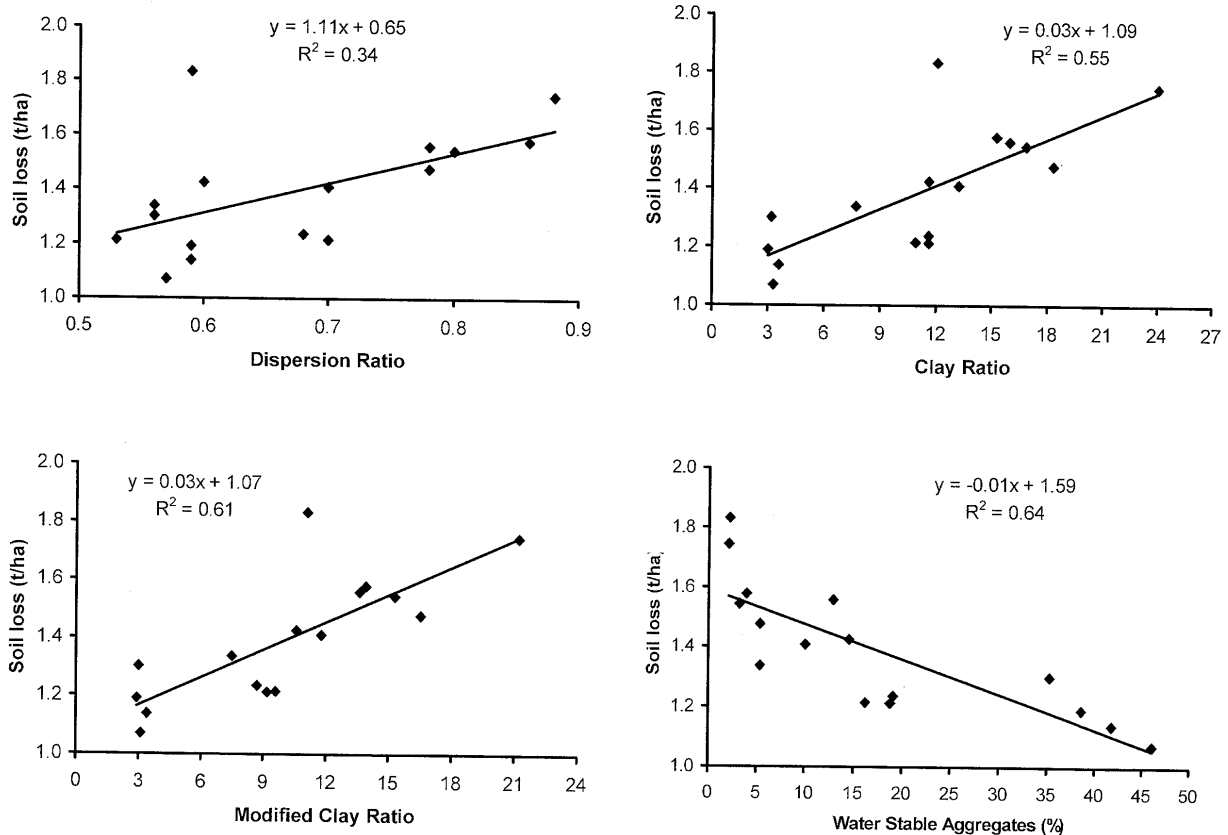 y = 1.11x + 0.65
R² = 0.34
Soil loss (t/ha)
2.0
1.8
1.6
1.4
1.2
1.0
0.5 0.6 0.7 0.8 0.9
Dispersion Ratio
y = 0.03x + 1.09
R² = 0.55
Soil loss (t/ha)
2.0
1.8
1.6
1.4
1.2
1.0
0 3 6 9 12 15 18 21 24 27
Clay Ratio
y = 0.03x + 1.07
R² = 0.61
Soil loss (t/ha)
2.0
1.8
1.6
1.4
1.2
1.0
0 3 6 9 12 15 18 21 24
Modified Clay Ratio
y = -0.01x + 1.59
R² = 0.64
Soil loss (t/ha)
2.0
1.8
1.6
1.4
1.2
1.0
0 5 10 15 20 25 30 35 40 45 50
Water Stable Aggregates (%)